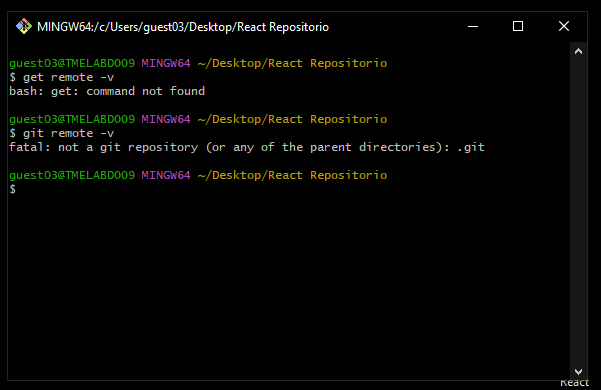 MINGW64:/c/Users/guest03/Desktop/React Repositorio
guest03@TMELABD009 MINGW64 ~/Desktop/React Repositorio
$ get remote -v
bash: get: command not found
guest03@TMELABD009 MINGW64 ~/Desktop/React Repositorio
$ git remote -v
fatal: not a git repository (or any of the parent directories): .git
guest03@TMELABD009 MINGW64 ~/Desktop/React Repositorio
$
React